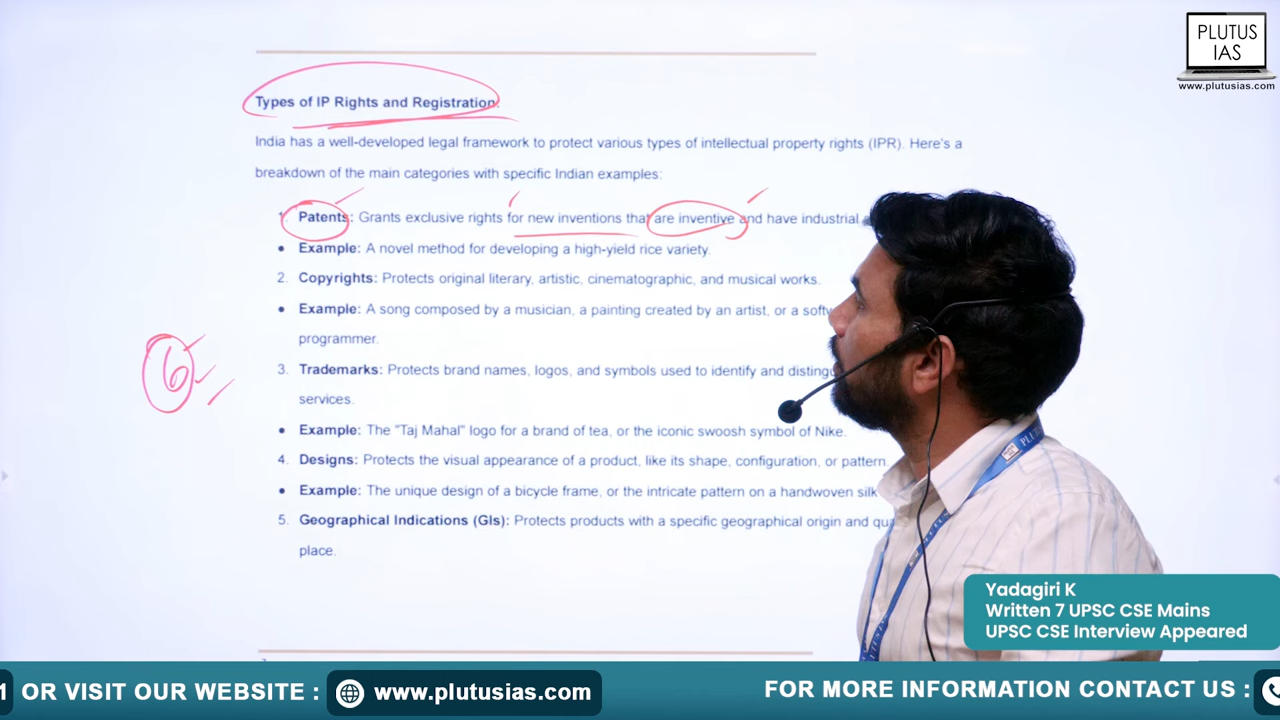 PLUTUS
IAS
www.plutusias.com
Types of IP Rights and Registration
India has a well-developed legal framework to protect various types of intellectual property rights (IPR). Here's a
breakdown of the main categories with specific Indian examples:
1. Patents: Grants exclusive rights for new inventions that are inventive and have industrial
• Example: A novel method for developing a high-yield rice variety.
2. Copyrights: Protects original literary, artistic, cinematographic, and musical works.
• Example: A song composed by a musician, a painting created by an artist, or a soft
programmer.
3. Trademarks: Protects brand names, logos, and symbols used to identify and disting
services.
6
• Example: The "Taj Mahal" logo for a brand of tea, or the iconic swoosh symbol of Nike.
4. Designs: Protects the visual appearance of a product, like its shape, configuration, or pattern.
• Example: The unique design of a bicycle frame, or the intricate pattern on a handwoven silk
5. Geographical Indications (GIs): Protects products with a specific geographical origin and qu
place.
Yadagiri K
Written 7 UPSC CSE Mains
UPSC CSE Interview Appeared
1 OR VISIT OUR WEBSITE : www.plutusias.com FOR MORE INFORMATION CONTACT US :